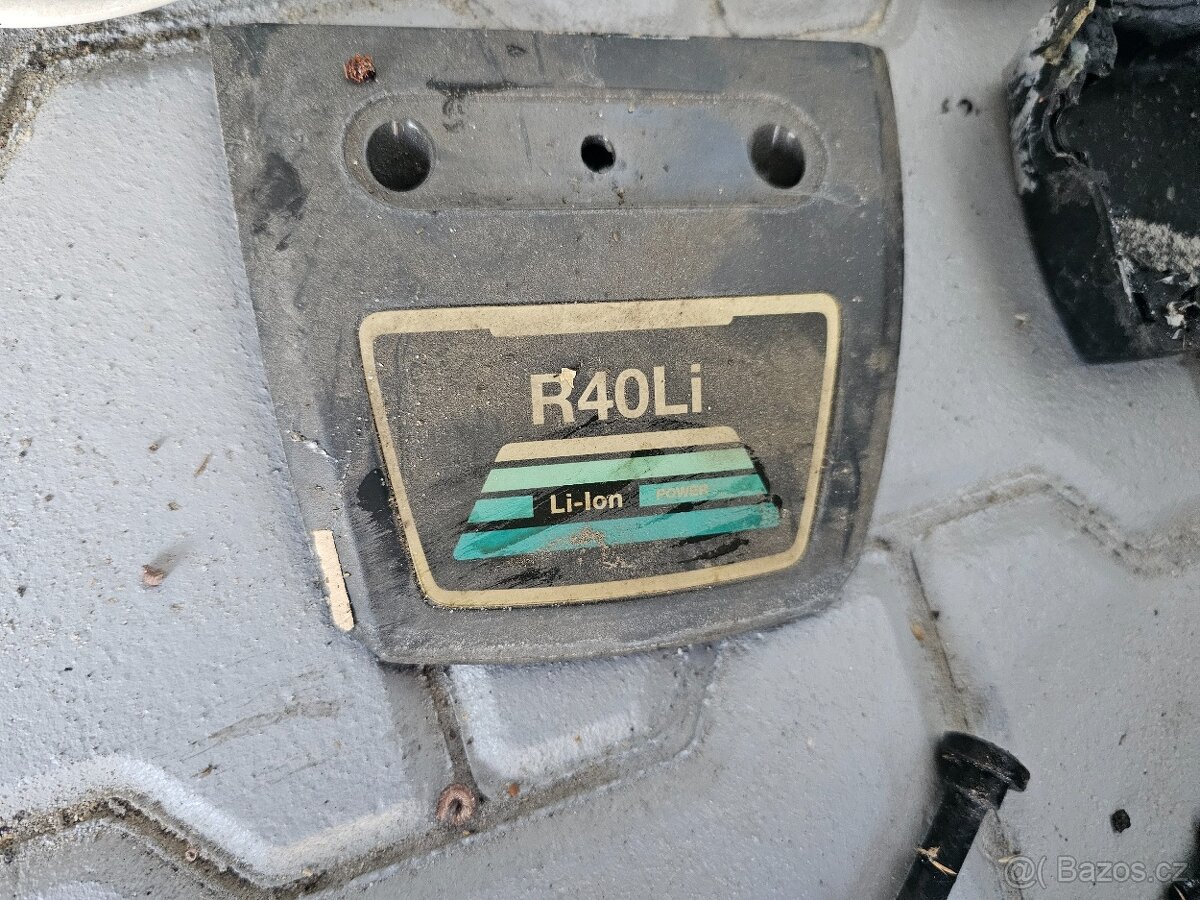 R40Li
Li-Ion POWER
@( Bazos.cz